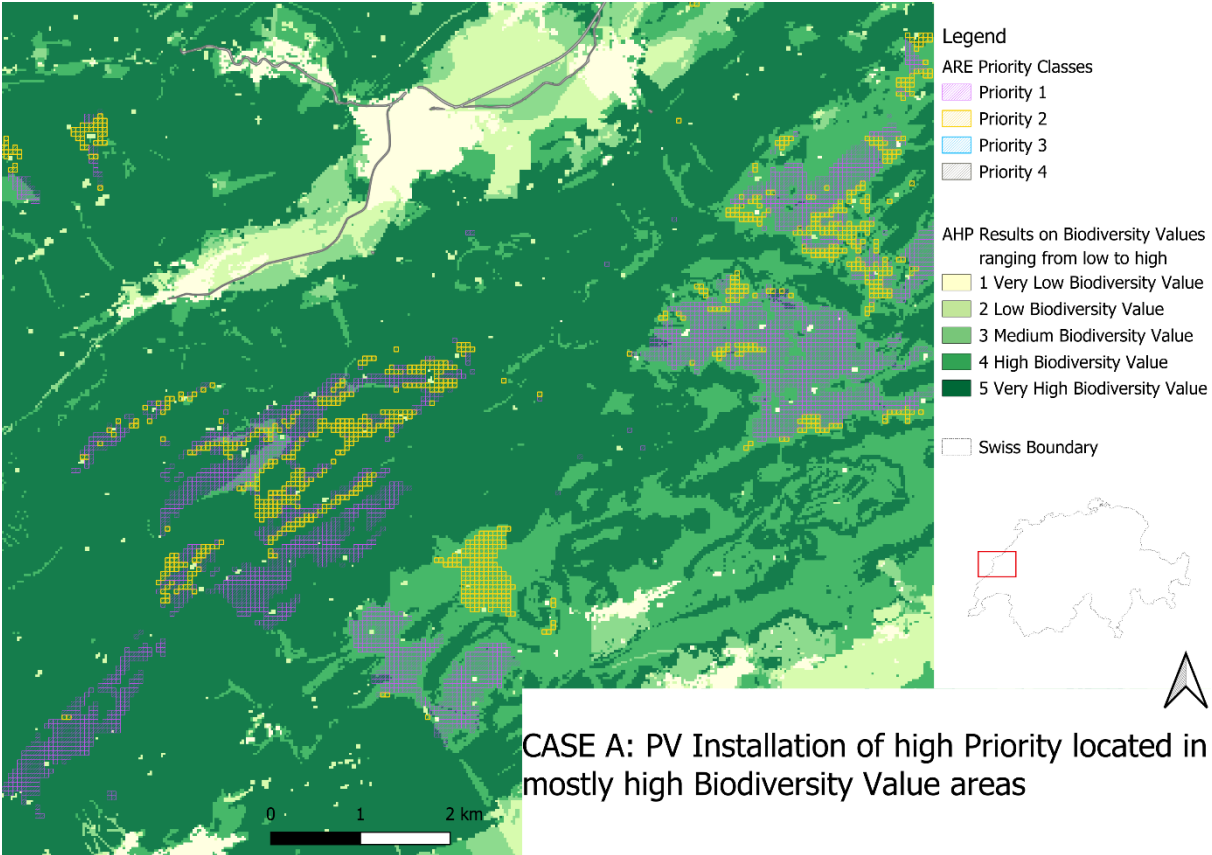 Legend
ARE Priority Classes
Priority 1
Priority 2
Priority 3
Priority 4
AHP Results on Biodiversity Values
ranging from low to high
1 Very Low Biodiversity Value
2 Low Biodiversity Value
3 Medium Biodiversity Value
4 High Biodiversity Value
5 Very High Biodiversity Value
Swiss Boundary
CASE A: PV Installation of high Priority located in
mostly high Biodiversity Value areas
0 1 2 km